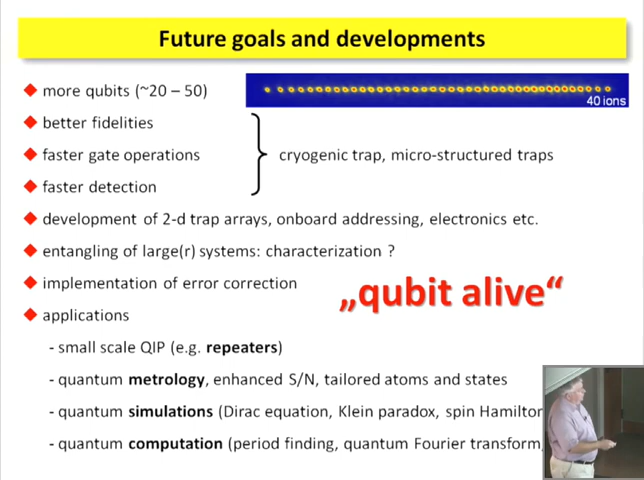 Future goals and developments
more qubits (~20 – 50)
40 ions
better fidelities
faster gate operations
cryogenic trap, micro-structured traps
faster detection
development of 2-d trap arrays, onboard addressing, electronics etc.
entangling of large(r) systems: characterization ?
implementation of error correction
„qubit alive“
applications
- small scale QIP (e.g. repeaters)
- quantum metrology, enhanced S/N, tailored atoms and states
- quantum simulations (Dirac equation, Klein paradox, spin Hamilton
- quantum computation (period finding, quantum Fourier transform,